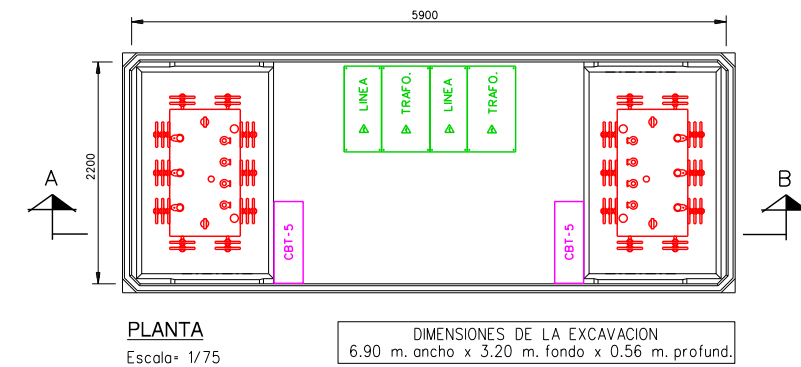 5900
LINEA
TRAFO.
LINEA
TRAFO.
2200
A
B
CBT-5
CBT-5
PLANTA
Escala= 1/75
DIMENSIONES DE LA EXCAVACION
6.90 m. ancho x 3.20 m. fondo x 0.56 m. profund.